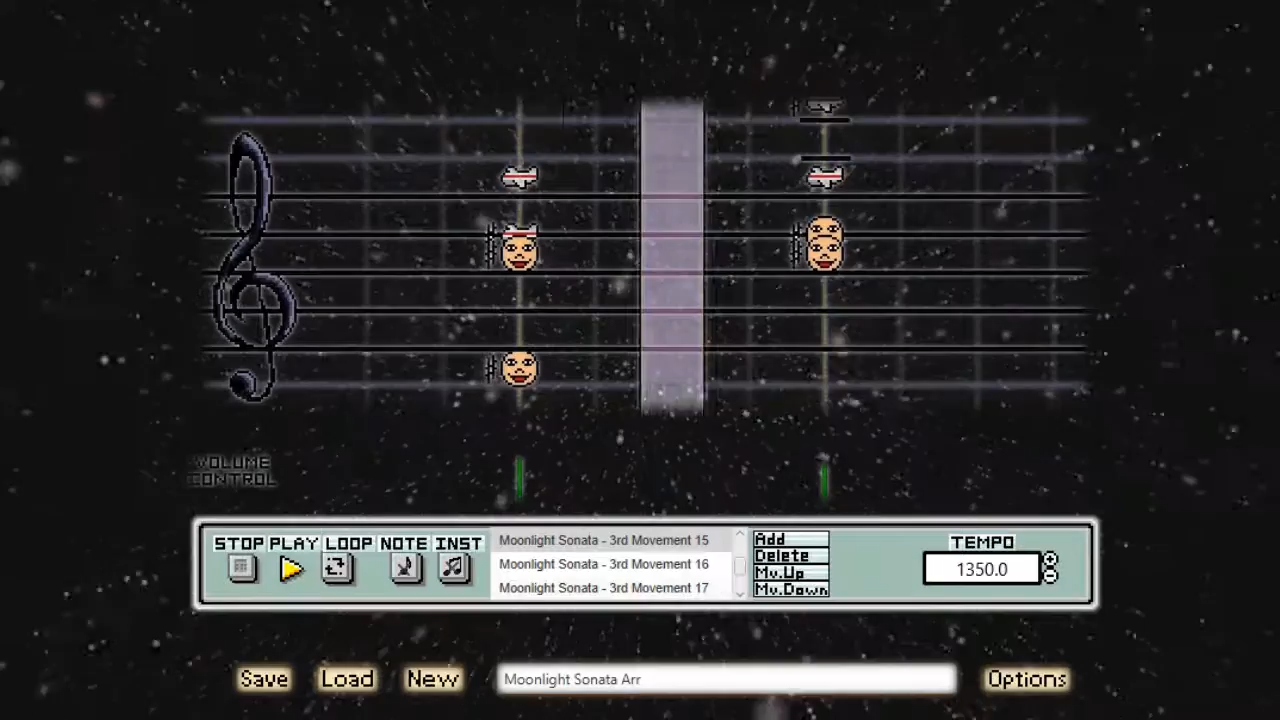 VOLUME
CONTROL
STOP PLAY LOOP NOTE INST
Moonlight Sonata - 3rd Movement 15
Moonlight Sonata - 3rd Movement 16
Moonlight Sonata - 3rd Movement 17
Add
Delete
Mv.Up
Mv.Down
TEMPO
1350.0
Save Load New
Moonlight Sonata Arr
Options